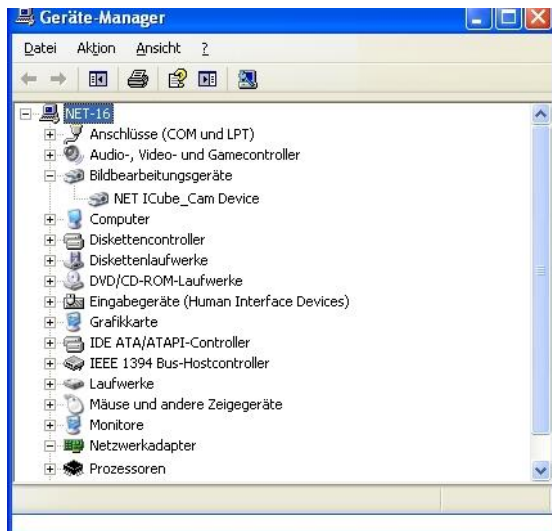 Geräte-Manager
Datei Aktion Ansicht ?
NET-16
Anschlüsse (COM und LPT)
Audio-, Video- und Gamecontroller
Bildbearbeitungsgeräte
NET ICube_Cam Device
Computer
Diskettencontroller
Diskettenlaufwerke
DVD/CD-ROM-Laufwerke
Eingabegeräte (Human Interface Devices)
Grafikkarte
IDE ATA/ATAPI-Controller
IEEE 1394 Bus-Hostcontroller
Laufwerke
Mäuse und andere Zeigegeräte
Monitore
Netzwerkadapter
Prozessoren